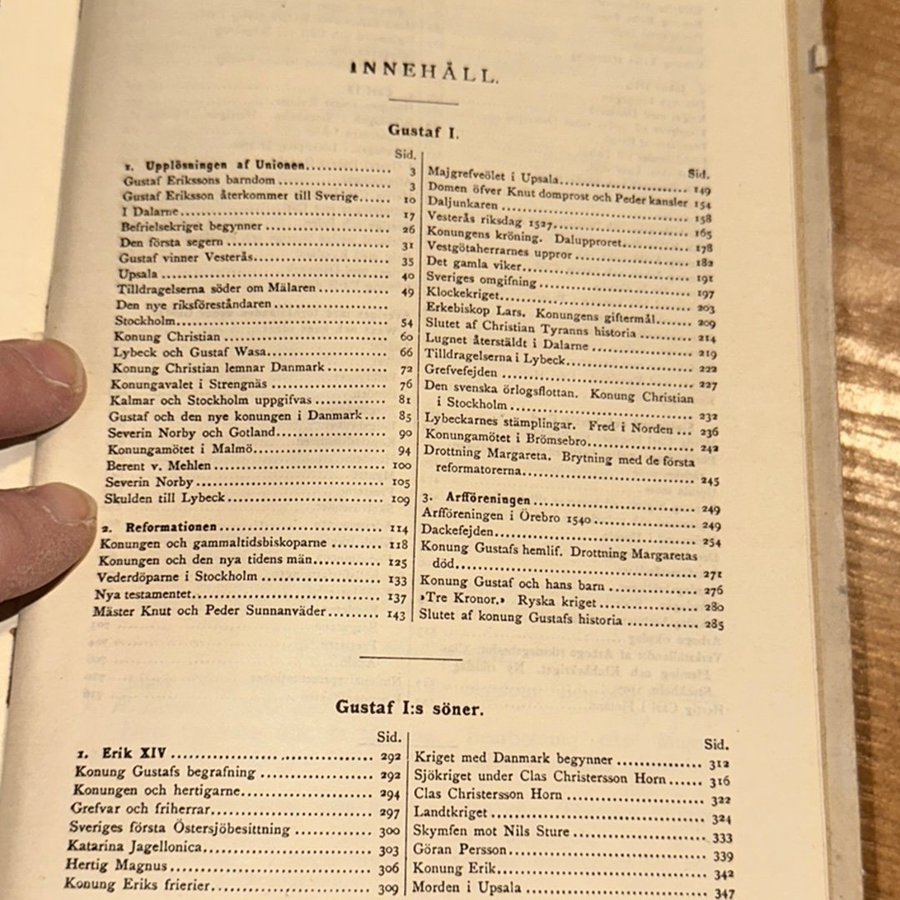 INNEHÅLL.
Gustaf I.
Sid.
1. Upplösningen af Unionen.................. 3
Gustaf Erikssons barndom .................. 3
Gustaf Eriksson återkommer till Sverige...... 10
I Dalarne.................. 17
Befrielsekriget begynner .................. 26
Den första segern .................. 31
Gustaf vinner Vesterås.................. 35
Upsala .................. 40
Tilldragelserna söder om Mälaren ............ 49
Den nye riksföreståndaren ..................
Stockholm.................. 54
Konung Christian .................. 60
Lybeck och Gustaf Wasa.................. 66
Konung Christian lemnar Danmark ............ 72
Konungavalet i Strengnäs .................. 76
Kalmar och Stockholm uppgifvas ............ 81
Gustaf och den nye konungen i Danmark .... 85
Severin Norby och Gotland.................. 90
Konungamötet i Malmö.................. 94
Berent v. Mehlen .................. 100
Severin Norby .................. 105
Skulden till Lybeck .................. 109
2. Reformationen .................. 114
Konungen och gammaltidsbiskoparne ......... 118
Konungen och den nya tidens män............ 125
Vederdöparne i Stockholm .................. 133
Nya testamentet.................. 137
Mäster Knut och Peder Sunnanväder......... 143
Sid.
Majgrefveölet i Upsala.................. 149
Domen öfver Knut domprost och Peder kansler 154
Daljunkaren .................. 158
Vesterås riksdag 1527.................. 165
Konungens kröning. Dalupproret............ 178
Vestgötaherrarnes uppror .................. 182
Det gamla viker.................. 191
Sveriges omgifning .................. 197
Klockekriget.................. 203
Erkebiskop Lars. Konungens giftermål...... 209
Slutet af Christian Tyranns historia ......... 214
Lugnet återstäldt i Dalarne .................. 219
Tilldragelserna i Lybeck.................. 222
Grefvefejden .................. 227
Den svenska örlogsflottan. Konung Christian
i Stockholm .................. 232
Lybeckarnes stämplingar. Fred i Norden ... 236
Konungamötet i Brömsebro.................. 242
Drottning Margareta. Brytning med de första
reformatorerna.................. 245
3. Arfföreningen .................. 249
Arfföreningen i Örebro 1540 .................. 249
Dackefejden.................. 254
Konung Gustafs hemlif. Drottning Margaretas
död.................. 271
Konung Gustaf och hans barn ............... 276
»Tre Kronor.» Ryska kriget .................. 280
Slutet af konung Gustafs historia ............ 285
Gustaf I:s söner.
Sid.
1. Erik XIV .................. 292
Konung Gustafs begrafning .................. 292
Konungen och hertigarne.................. 294
Grefvar och friherrar.................. 297
Sveriges första Östersjöbesittning ............ 300
Katarina Jagellonica.................. 303
Hertig Magnus .................. 306
Konung Eriks frierier.................. 309
Sid.
Kriget med Danmark begynner ............... 312
Sjökriget under Clas Christersson Horn...... 316
Clas Christersson Horn .................. 322
Landtkriget .................. 324
Skymfen mot Nils Sture .................. 333
Göran Persson.................. 339
Konung Erik.................. 342
Morden i Upsala .................. 347